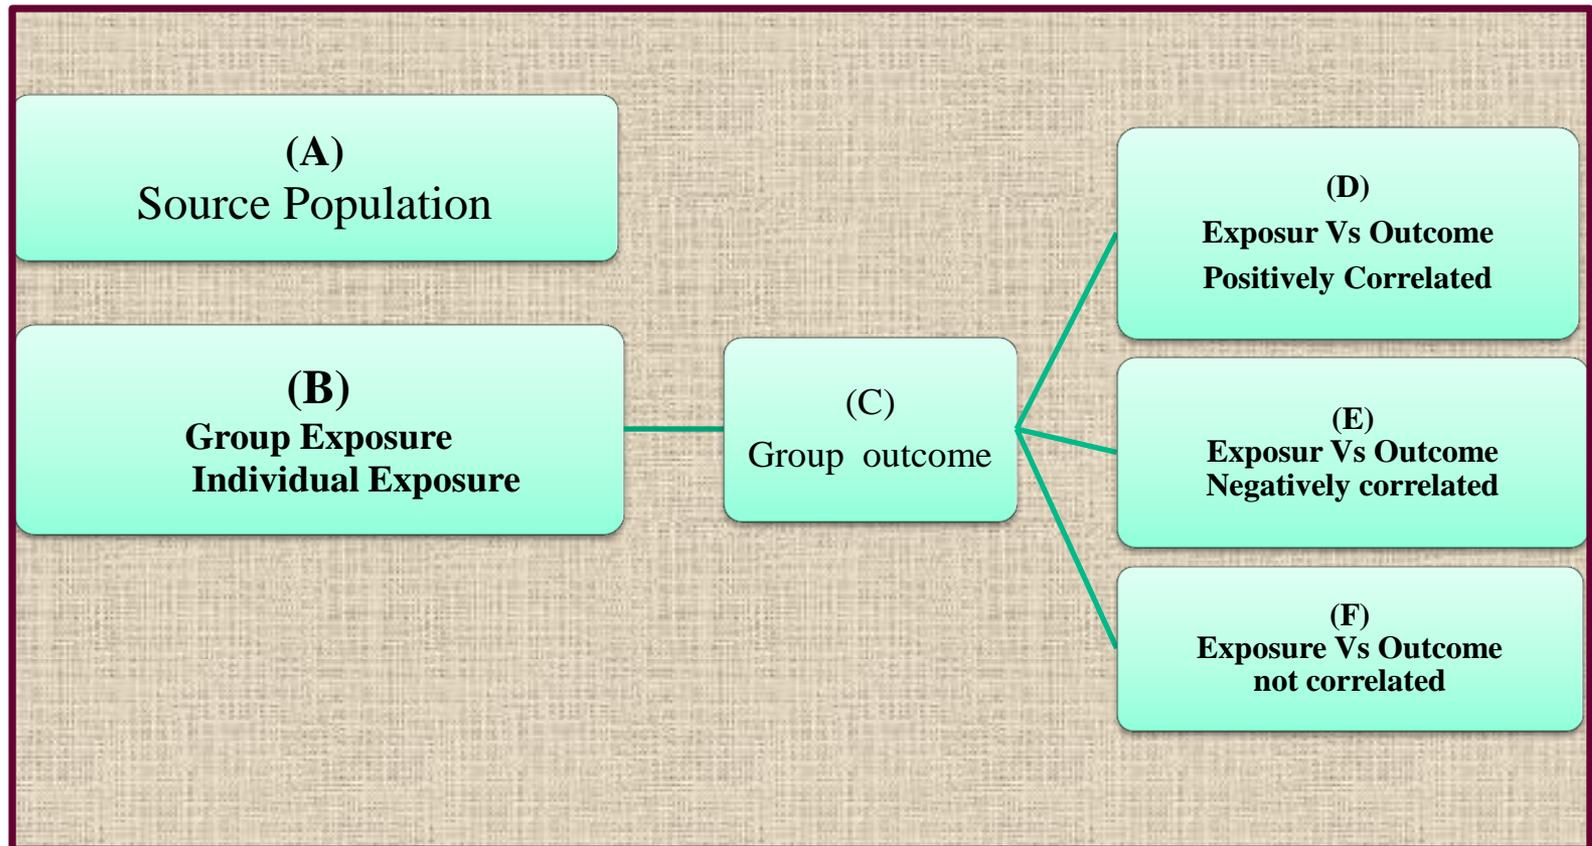 (A)
Source Population
(B)
Group Exposure
Individual Exposure
(C)
Group outcome
(D)
Exposur Vs Outcome
Positively Correlated
(E)
Exposur Vs Outcome
Negatively correlated
(F)
Exposure Vs Outcome
not correlated